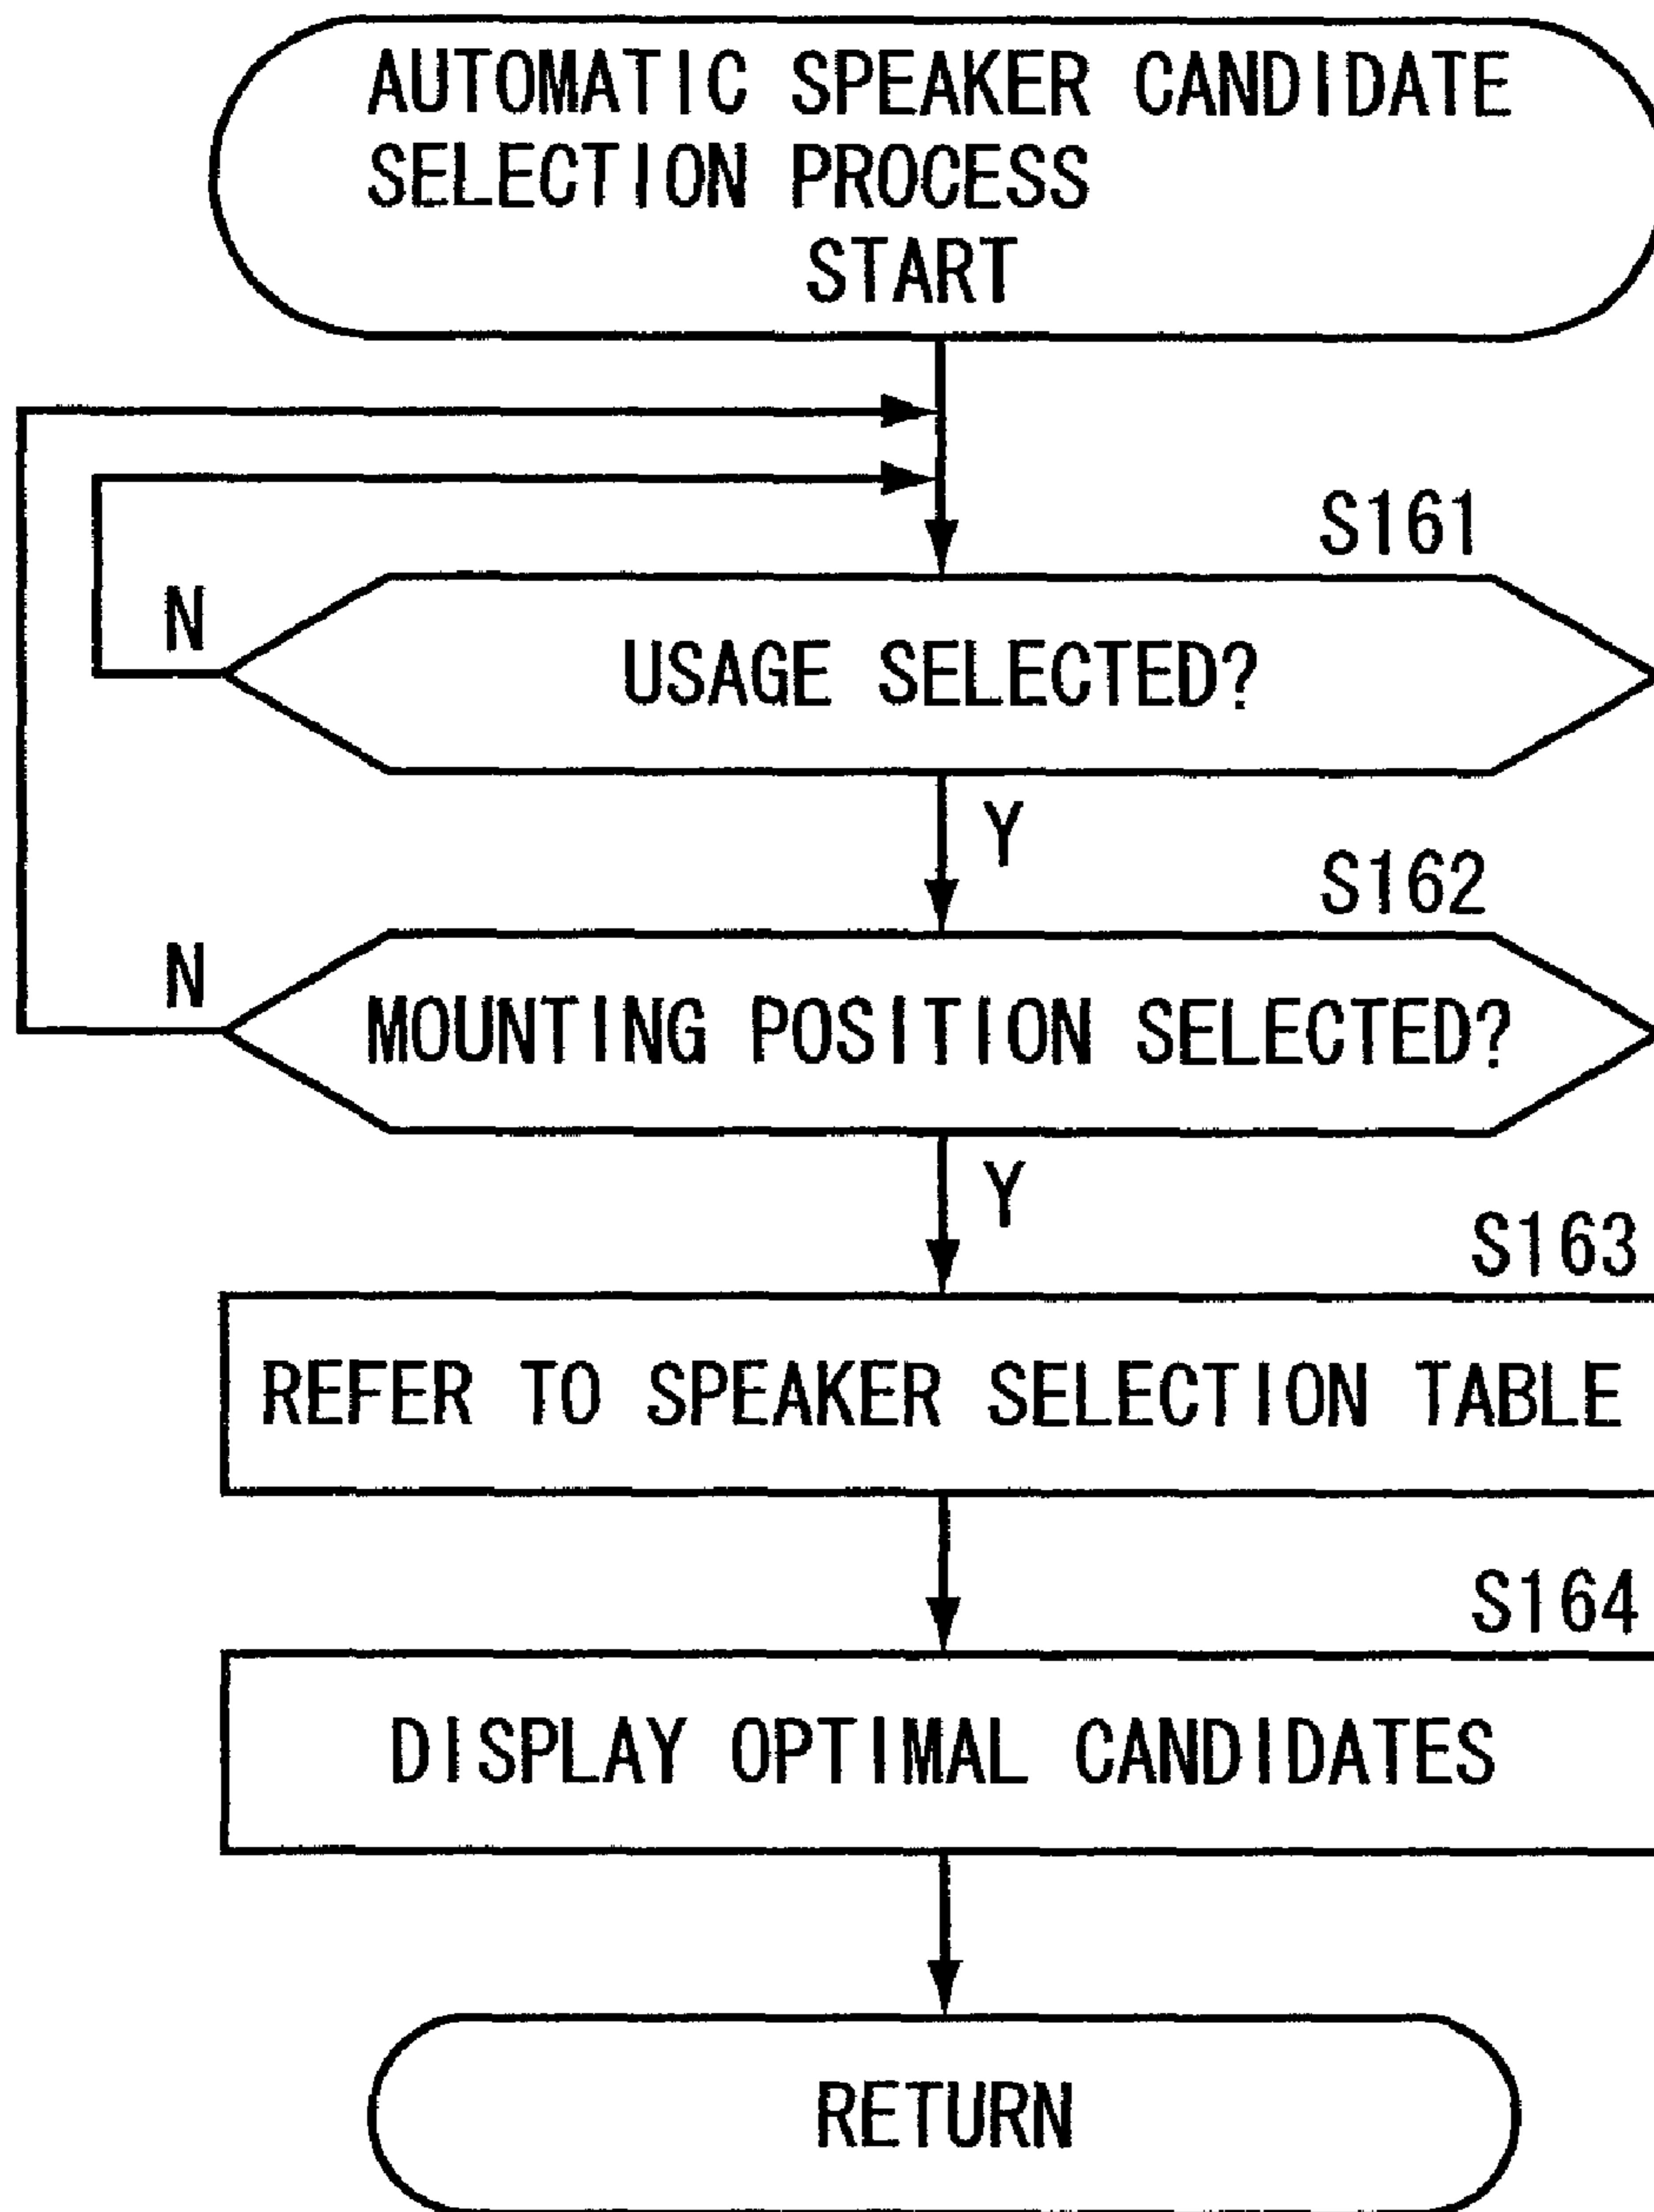 AUTOMATIC SPEAKER CANDIDATE
SELECTION PROCESS
START
S161
N
USAGE SELECTED?
Y
S162
N
MOUNTING POSITION SELECTED?
Y
S163
REFER TO SPEAKER SELECTION TABLE
S164
DISPLAY OPTIMAL CANDIDATES
RETURN